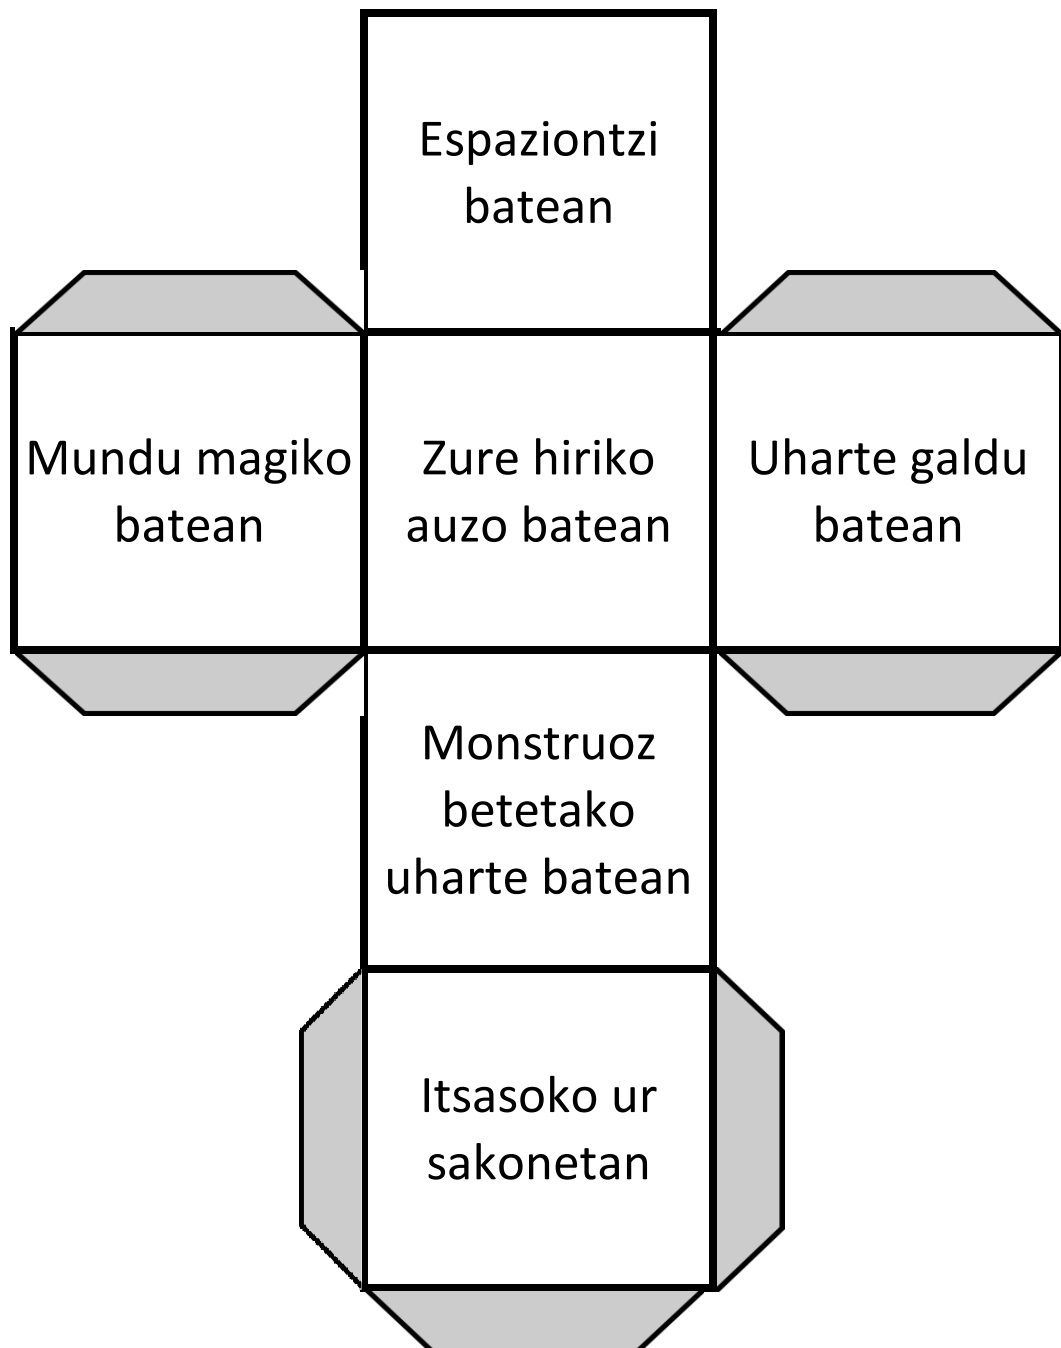 Espaziontzi
batean
Mundu magiko
batean
Zure hiriko
auzo batean
Uharte galdu
batean
Monstruoz
betetako
uharte batean
Itsasoko ur
sakonetan